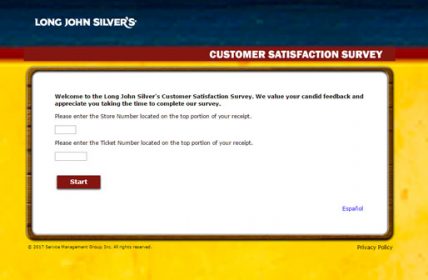 LONG JOHN SILVER'S
CUSTOMER SATISFACTION SURVEY
Welcome to the Long John Silver's Customer Satisfaction Survey. We value your candid feedback and
appreciate you taking the time to complete our survey.
Please enter the Store Number located on the top portion of your receipt.
Please enter the Ticket Number located on the top portion of your receipt.
Start
Español
© 2017 Service Management Group Inc. All rights reserved.
Privacy Policy